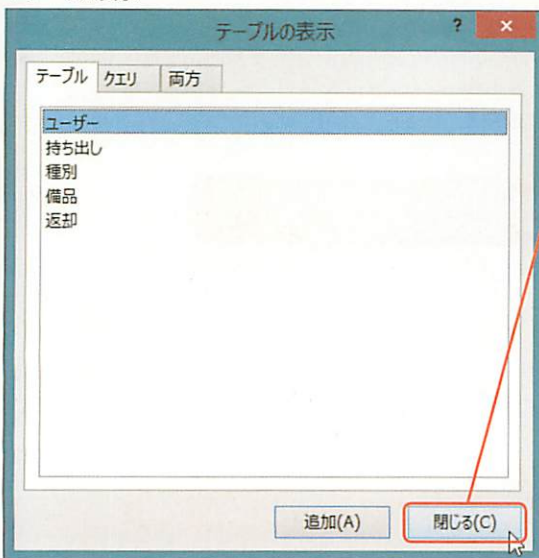 テーブルの表示 ? ×
テーブル クエリ 両方
ユーザー
持ち出し
種別
備品
返却
追加(A) 閉じる(C)